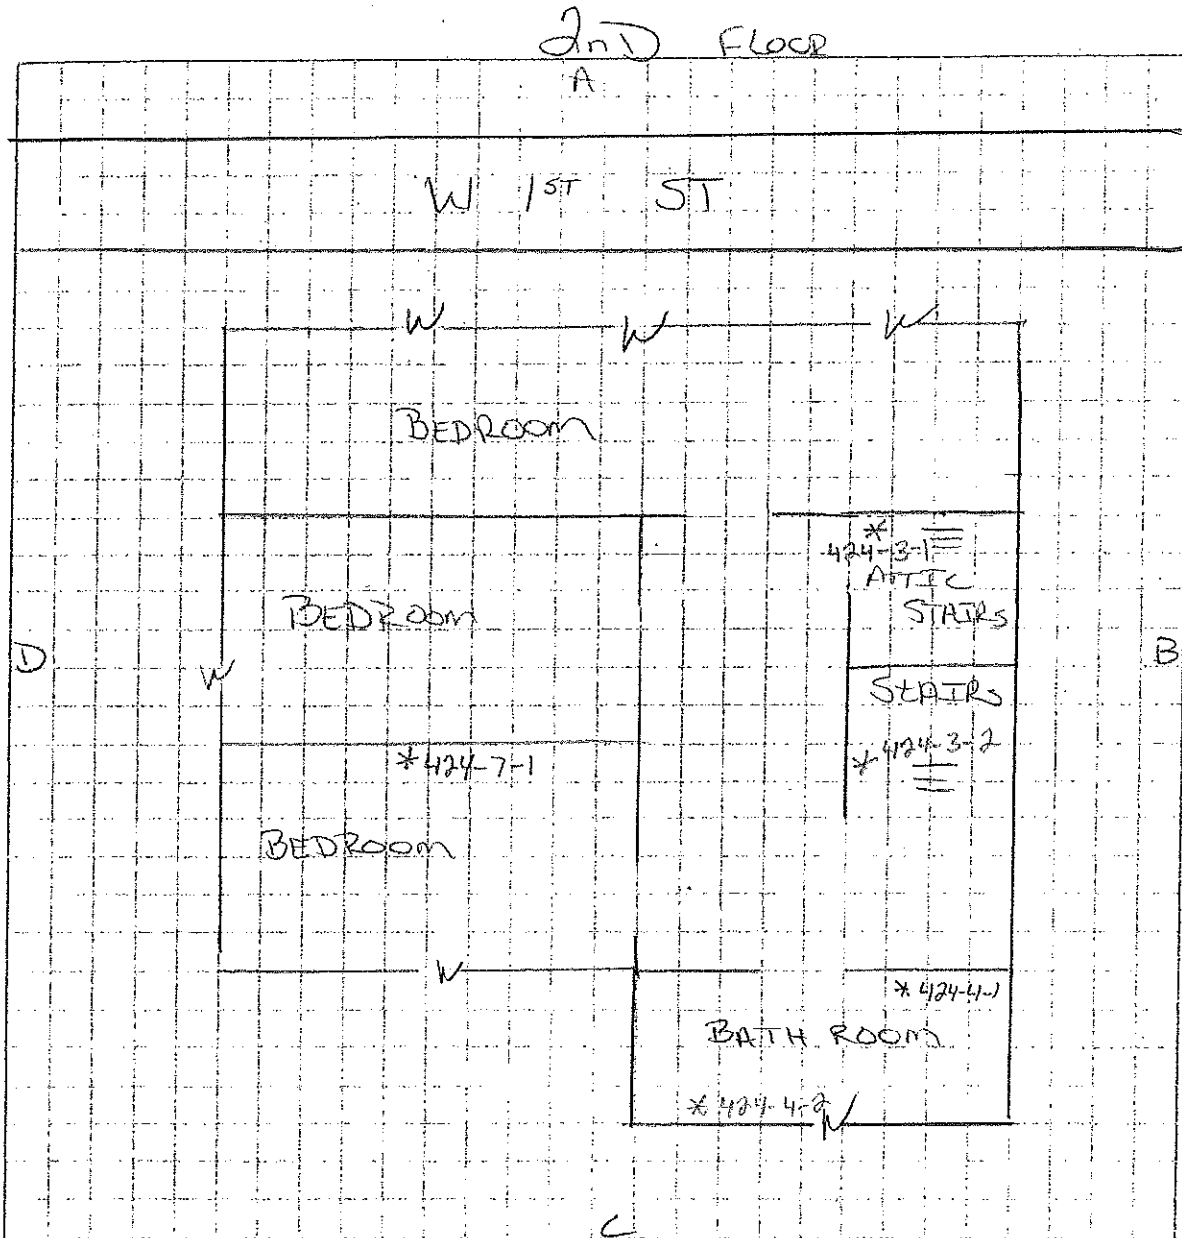 2nD FLOOR
A
W 1ST ST
W W W
BEDROOM
*
424-3-1
ATTIC
STAIRS
BEDROOM
D
B
W
STAIRS
* 424-3-2
* 424-7-1
BEDROOM
W
* 424-4-1
BATH ROOM
* 424-4-2
W
C